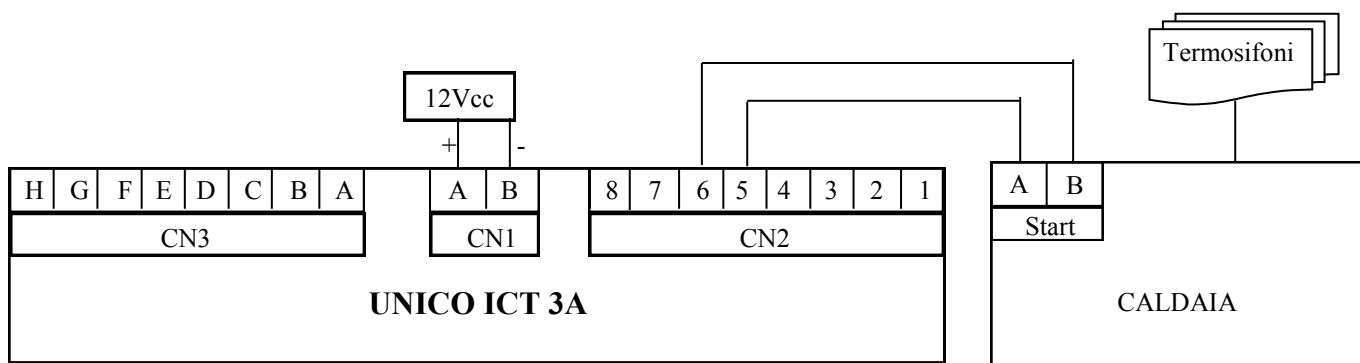 Termosifoni
12Vcc
+ -
H G F E D C B A
A B
8 7 6 5 4 3 2 1
A B
CN3
CN1
CN2
Start
UNICO ICT 3A
CALDAIA